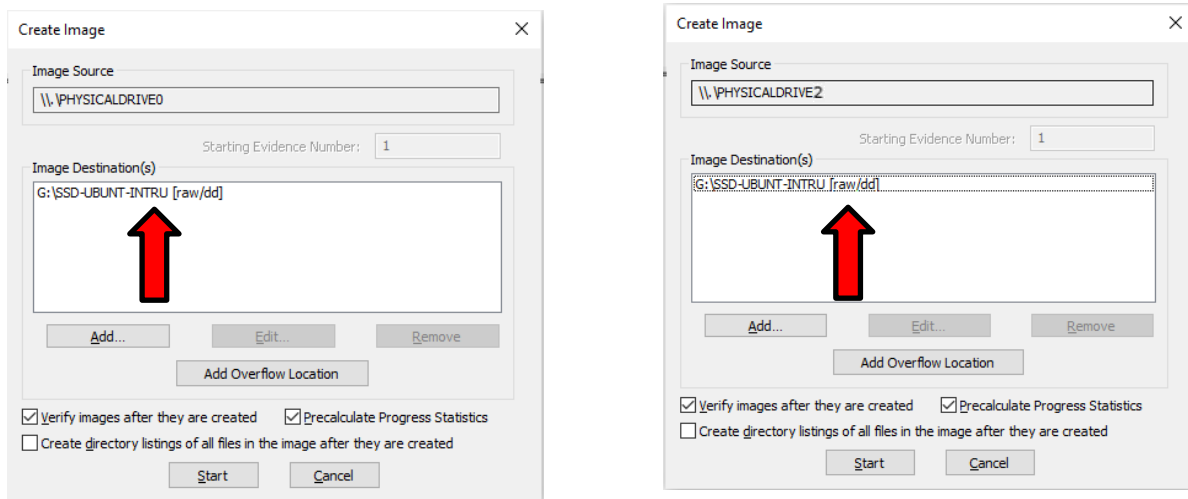 Create Image
Image Source
\\.\PHYSICALDRIVE0
Starting Evidence Number: 1
Image Destination(s)
G:\SSD-UBUNT-INTRU [raw/dd]
Add... Edit... Remove
Add Overflow Location
Verify images after they are created Precalculate Progress Statistics
Create directory listings of all files in the image after they are created
Start Cancel
Create Image
Image Source
\\.\PHYSICALDRIVE2
Starting Evidence Number: 1
Image Destination(s)
G:\SSD-UBUNT-INTRU [raw/dd]
Add... Edit... Remove
Add Overflow Location
Verify images after they are created Precalculate Progress Statistics
Create directory listings of all files in the image after they are created
Start Cancel